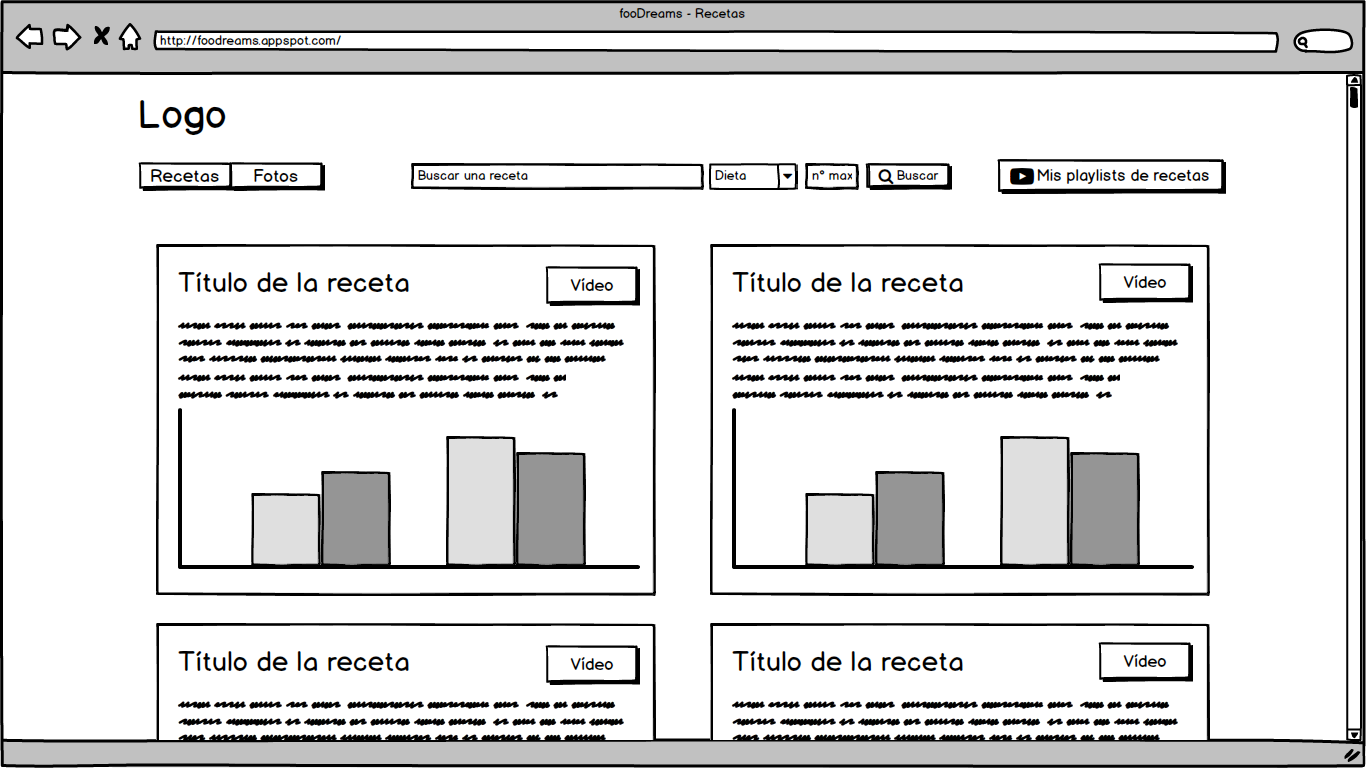 fooDreams - Recetas
http://foodreams.appspot.com/
Logo
Recetas Fotos Buscar una receta Dieta nº max Buscar Mis playlists de recetas
Título de la receta Vídeo
Título de la receta Vídeo
Título de la receta Vídeo
Título de la receta Vídeo